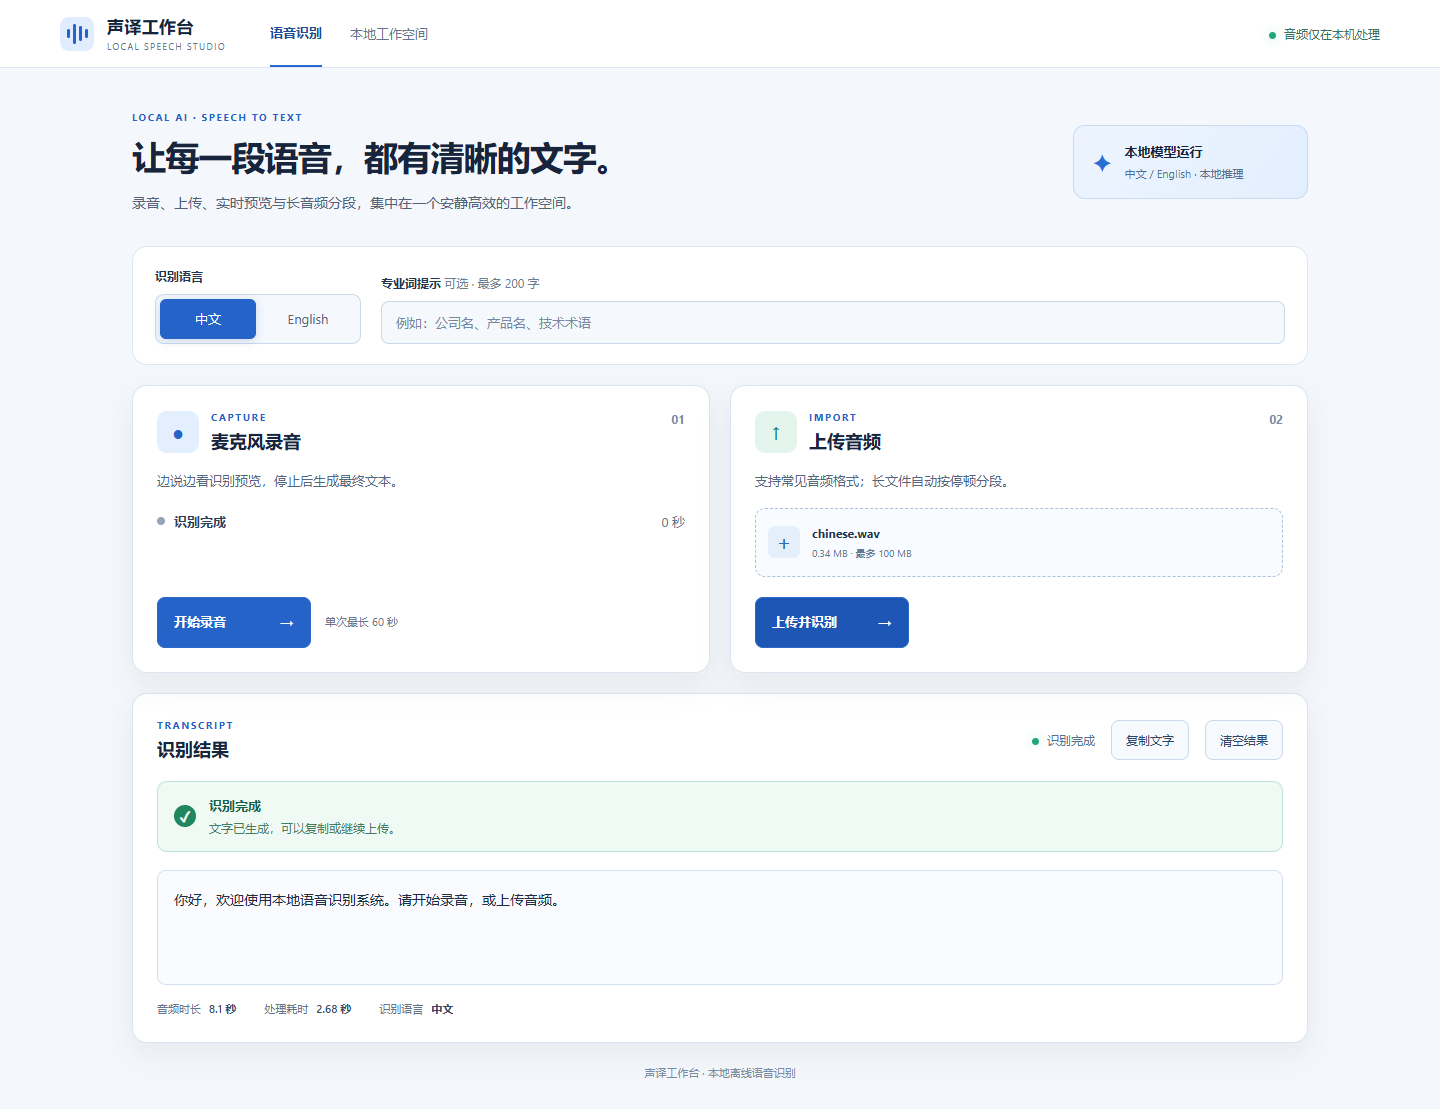 声译工作台
LOCAL SPEECH STUDIO
语音识别
本地工作空间
音频仅在本机处理
LOCAL AI · SPEECH TO TEXT
让每一段语音，都有清晰的文字。
录音、上传、实时预览与长音频分段，集中在一个安静高效的工作空间。
本地模型运行
中文 / English · 本地推理
识别语言
中文
English
专业词提示 可选 · 最多 200 字
例如：公司名、产品名、技术术语
CAPTURE
01
麦克风录音
边说边看识别预览，停止后生成最终文本。
识别完成
0 秒
开始录音 →
单次最长 60 秒
IMPORT
02
上传音频
支持常见音频格式；长文件自动按停顿分段。
chinese.wav
0.34 MB · 最多 100 MB
上传并识别 →
TRANSCRIPT
识别结果
识别完成
复制文字
清空结果
识别完成
文字已生成，可以复制或继续上传。
你好，欢迎使用本地语音识别系统。请开始录音，或上传音频。
音频时长 8.1 秒
处理耗时 2.68 秒
识别语言 中文
声译工作台 · 本地离线语音识别